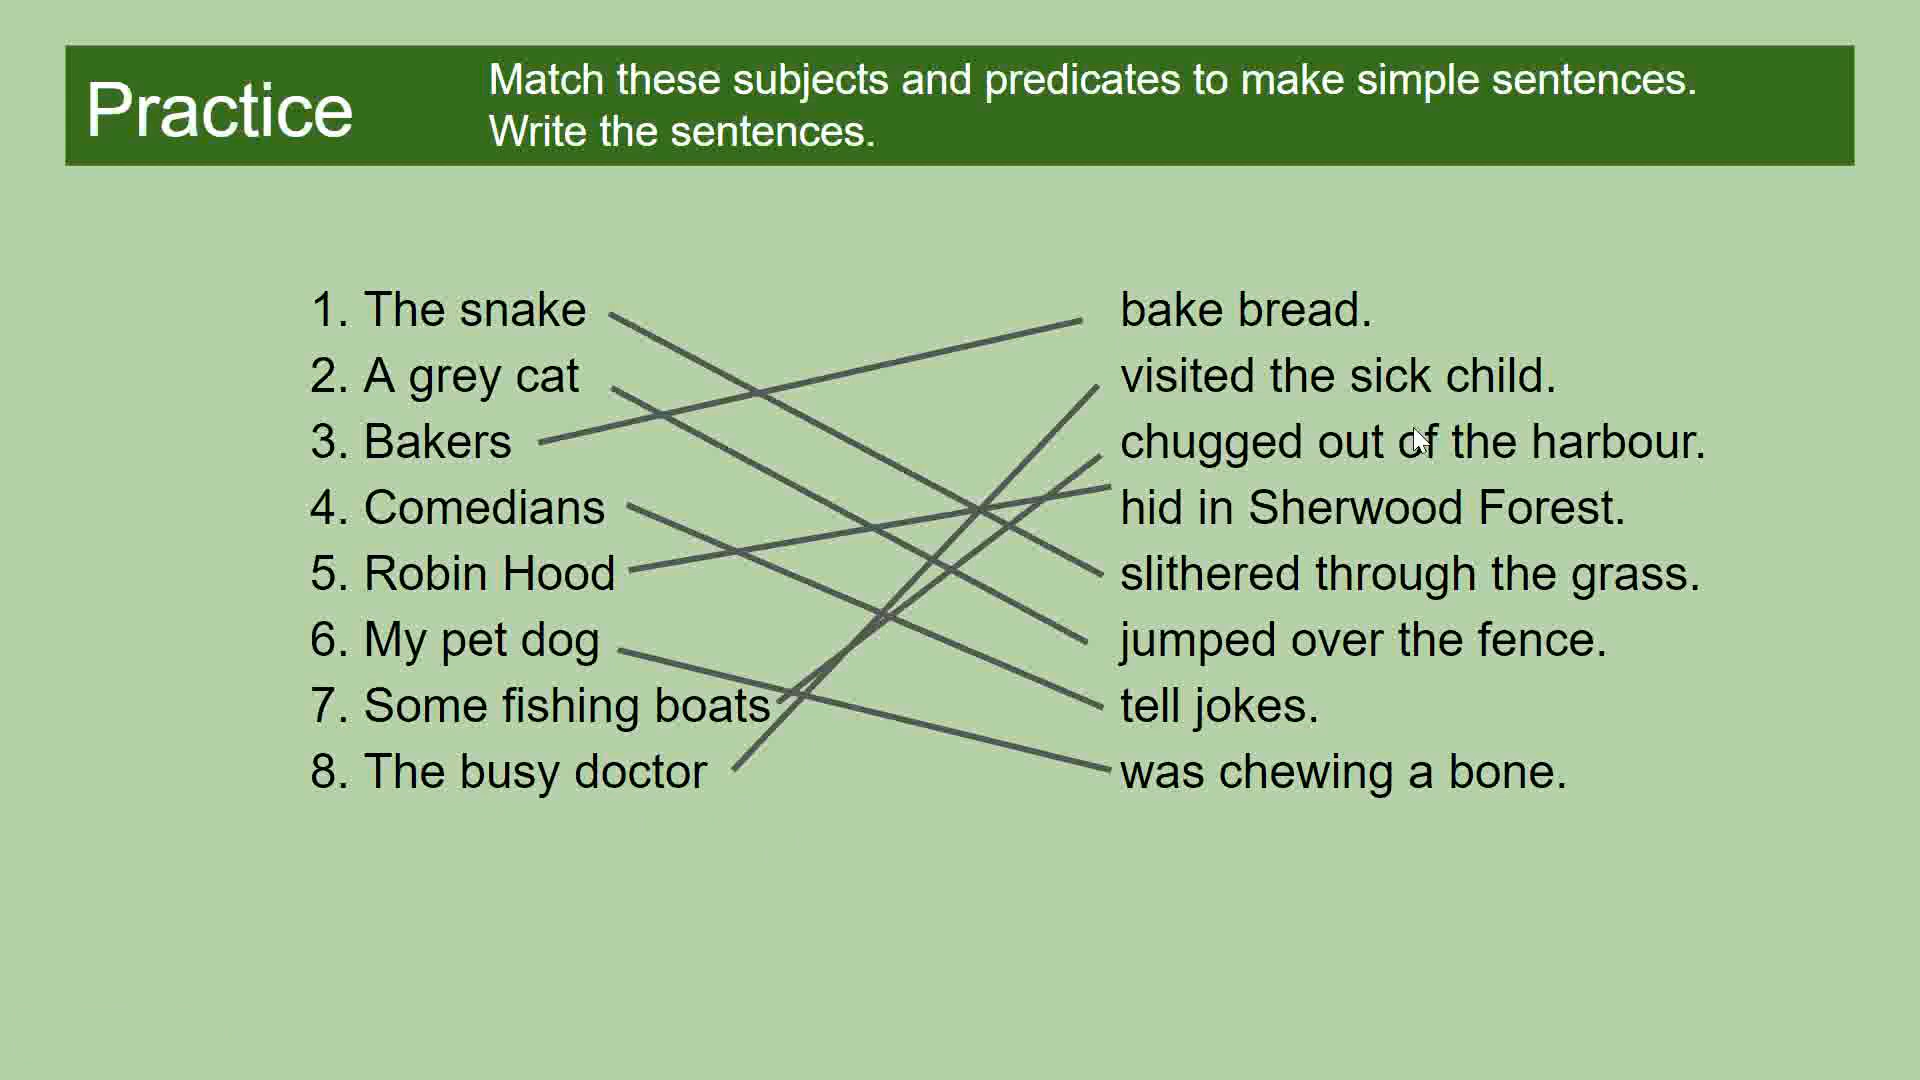 Practice
Match these subjects and predicates to make simple sentences.
Write the sentences.
1. The snake
2. A grey cat
3. Bakers
4. Comedians
5. Robin Hood
6. My pet dog
7. Some fishing boats
8. The busy doctor
bake bread.
visited the sick child.
chugged out of the harbour.
hid in Sherwood Forest.
slithered through the grass.
jumped over the fence.
tell jokes.
was chewing a bone.